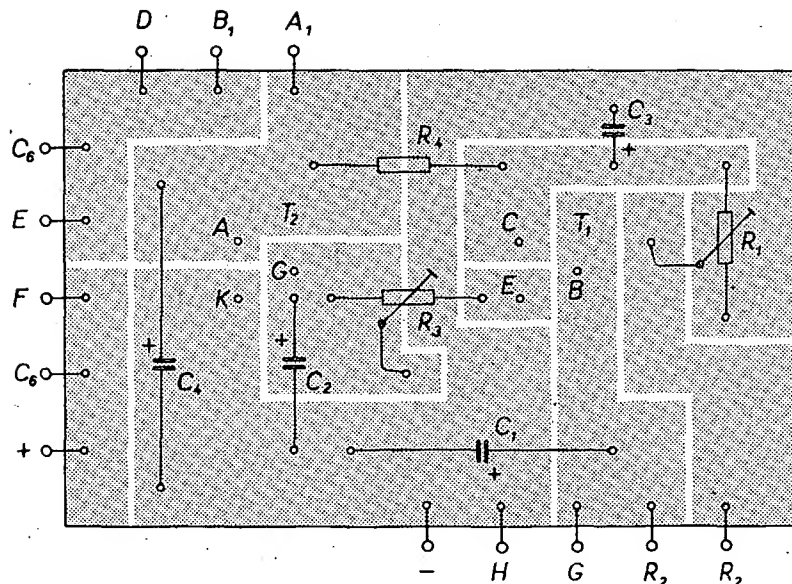 D B₁ A₁
C₃
C₆ R₄
+
E A T₂ C T₁ R₁
G
F K R₃ E B
+ +
C₆ C₄ C₂
C₁
+
+
− H G R₂ R₂